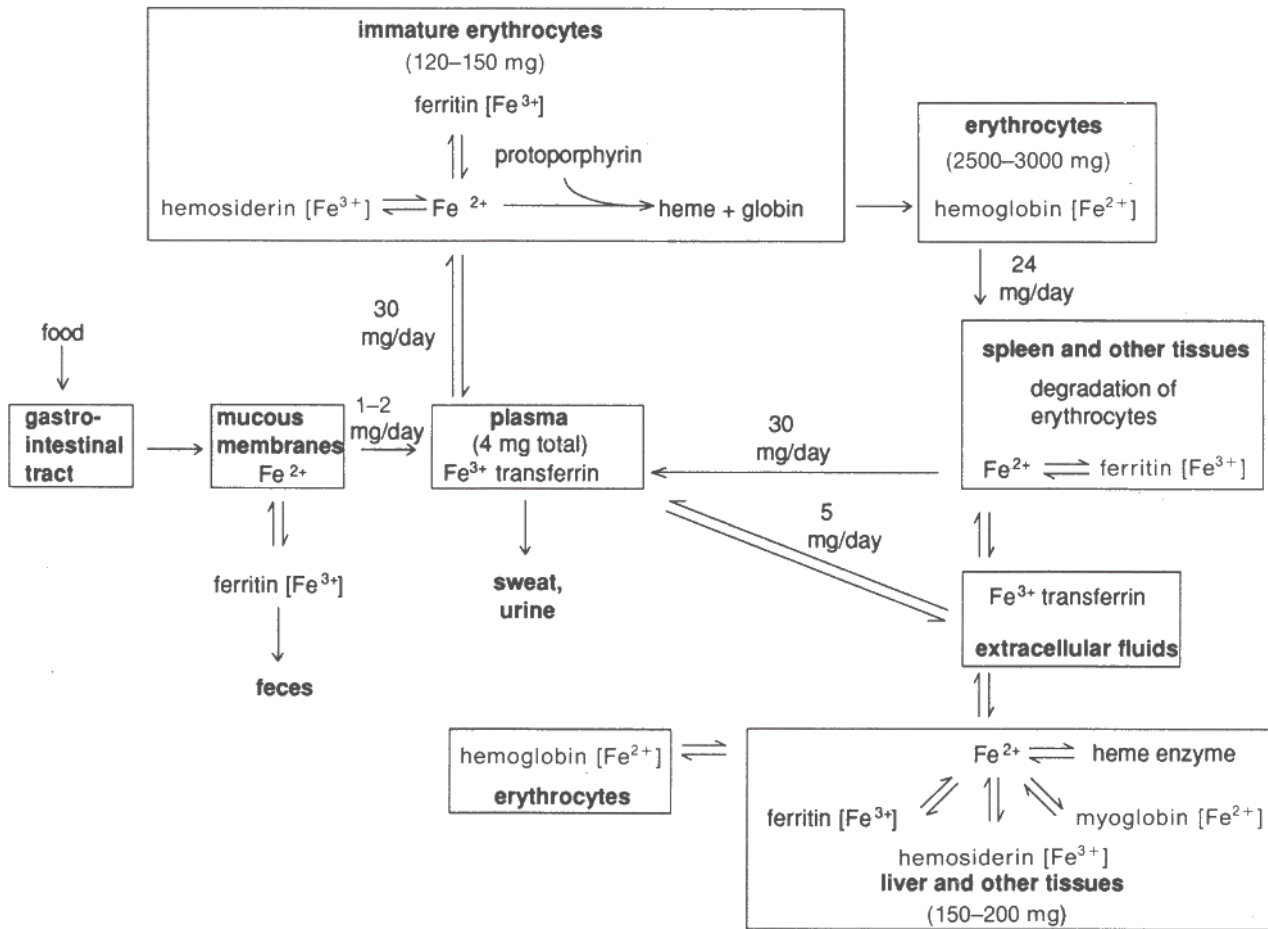 immature erythrocytes
(120–150 mg)
ferritin [Fe³⁺]
protoporphyrin
hemosiderin [Fe³⁺]
Fe ²⁺
heme + globin
erythrocytes
(2500–3000 mg)
hemoglobin [Fe²⁺]
24
mg/day
30
mg/day
food
gastro-
intestinal
tract
mucous
membranes
Fe ²⁺
1–2
mg/day
plasma
(4 mg total)
Fe³⁺ transferrin
30
mg/day
spleen and other tissues
degradation of
erythrocytes
Fe²⁺
ferritin [Fe³⁺]
5
mg/day
ferritin [Fe³⁺]
feces
sweat,
urine
Fe³⁺ transferrin
extracellular fluids
hemoglobin [Fe²⁺]
erythrocytes
Fe²⁺
heme enzyme
ferritin [Fe³⁺]
myoglobin [Fe²⁺]
hemosiderin [Fe³⁺]
liver and other tissues
(150–200 mg)